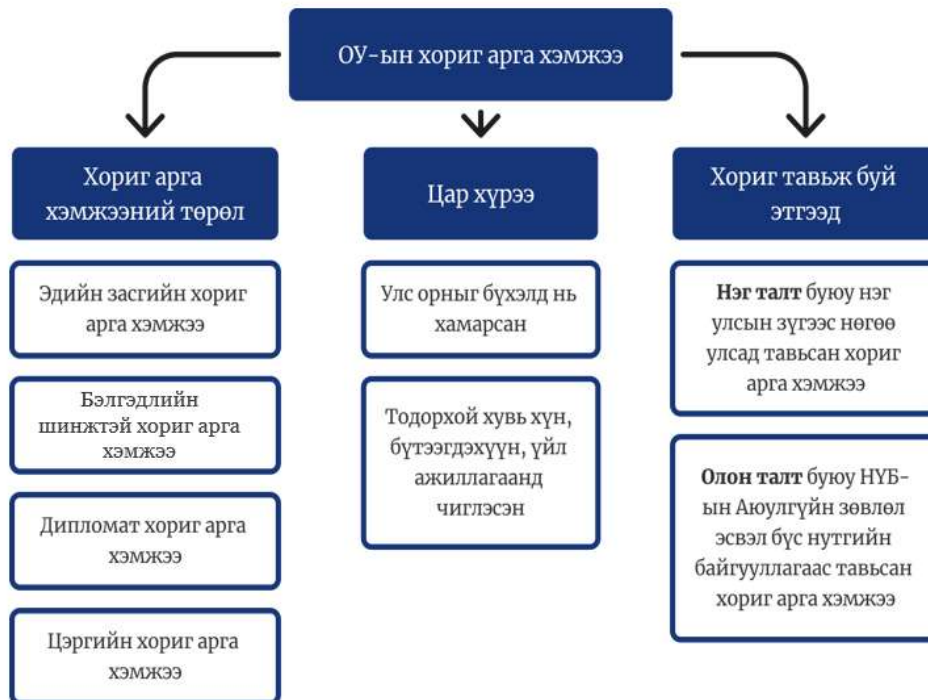 ОУ-ын хориг арга хэмжээ
Хориг арга
хэмжээний төрөл
Эдийн засгийн хориг
арга хэмжээ
Бэлгэдлийн
шинжтэй хориг арга
хэмжээ
Дипломат хориг арга
хэмжээ
Цэргийн хориг арга
хэмжээ
Цар хүрээ
Улс орныг бүхэлд нь
хамарсан
Тодорхой хувь хүн,
бүтээгдэхүүн, үйл
ажиллагаанд
чиглэсэн
Хориг тавьж буй
этгээд
Нэг талт буюу нэг
улсын зүгээс нөгөө
улсад тавьсан хориг
арга хэмжээ
Олон талт буюу НҮБ-
ын Аюулгүйн зөвлөл
эсвэл бүс нутгийн
байгууллагаас тавьсан
хориг арга хэмжээ